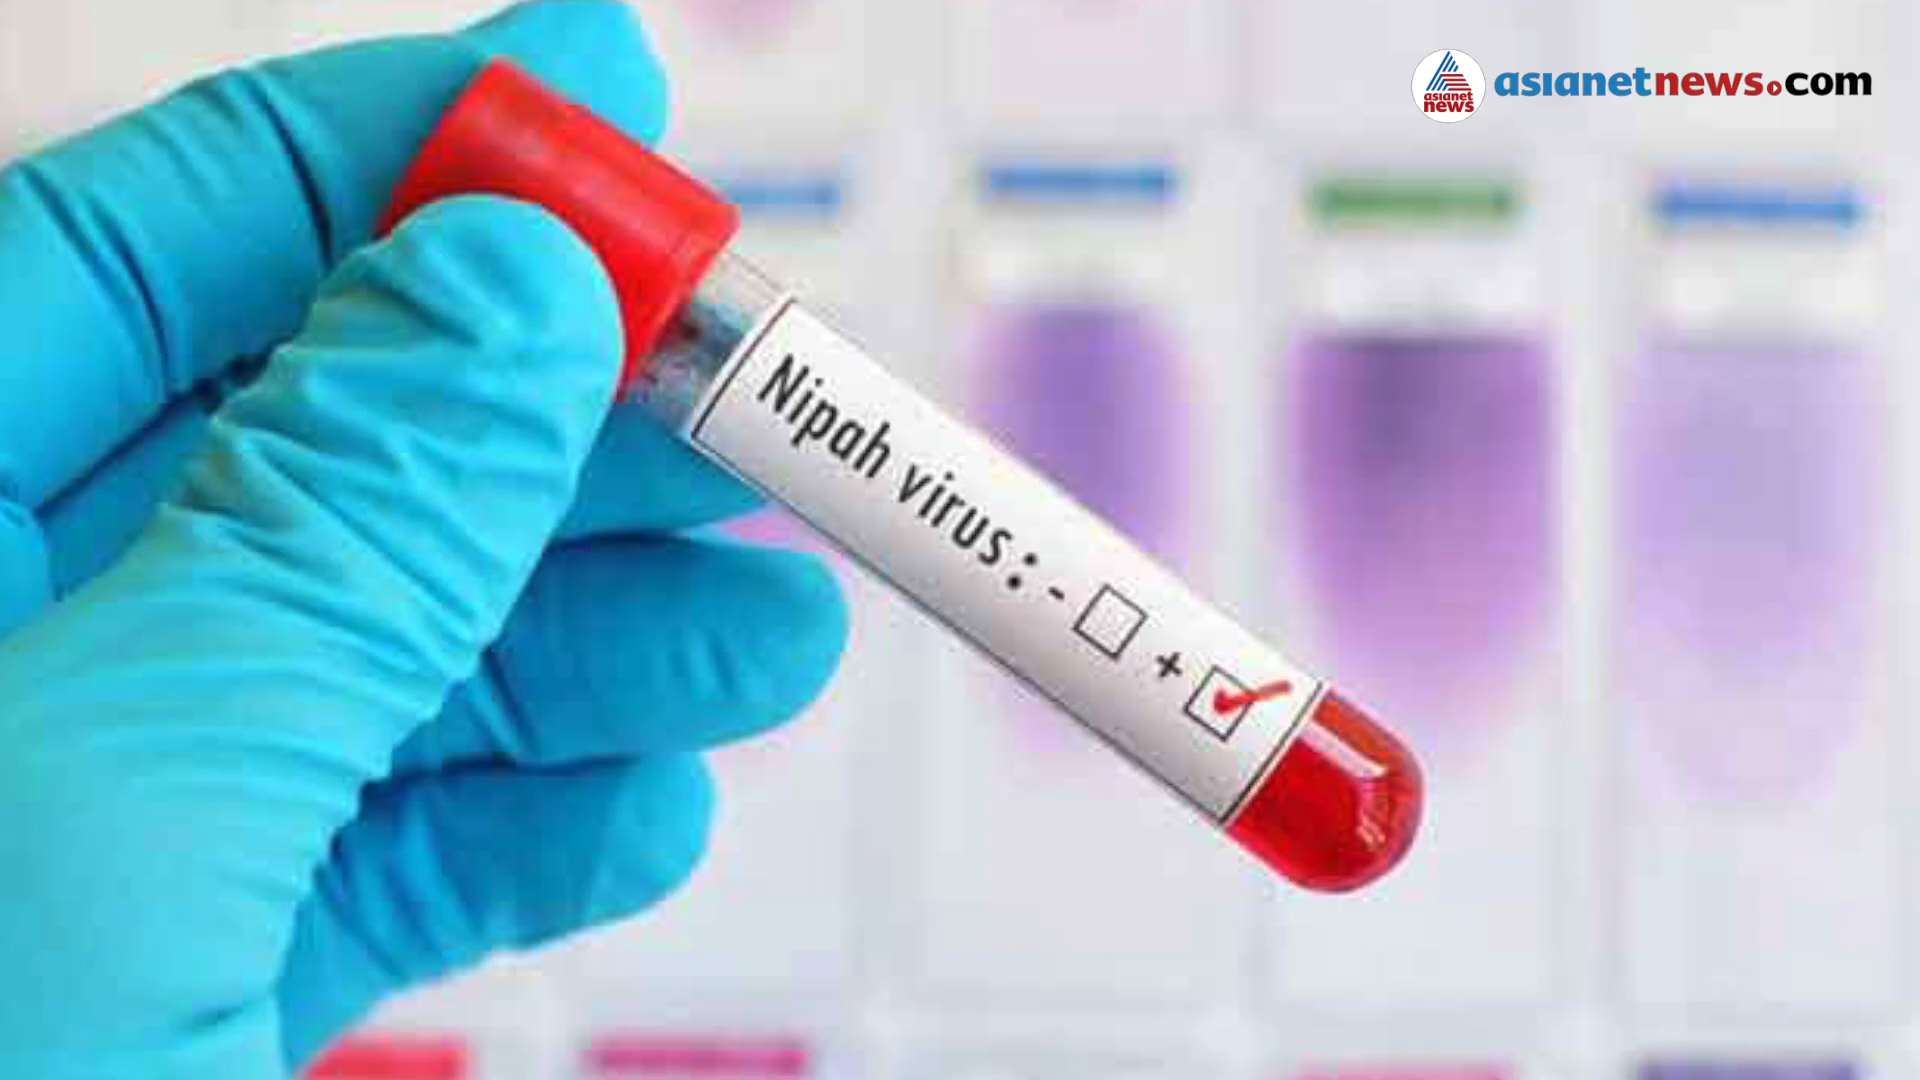 asianet
news
asianetnews.com
Nipah virus: - ☐ + ☑